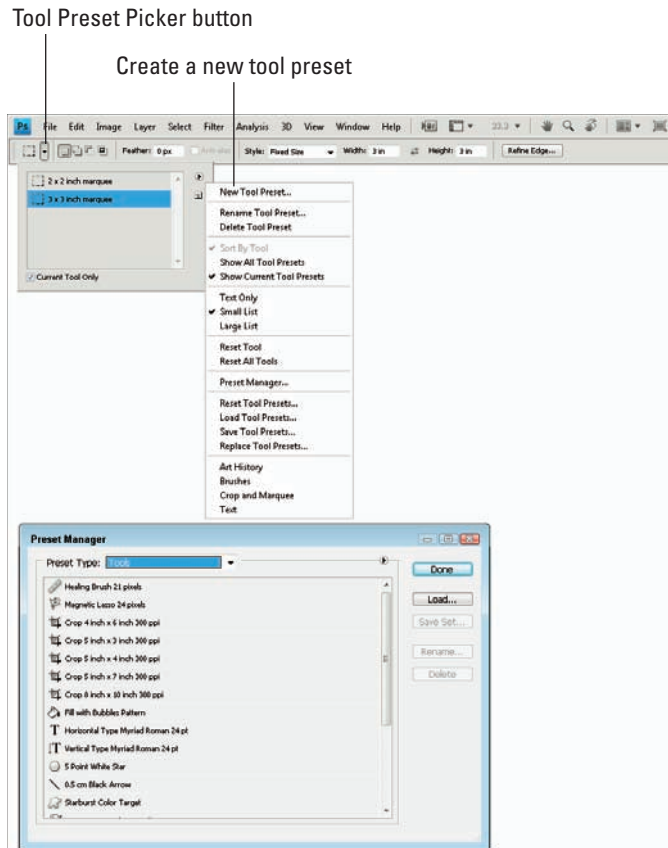 Tool Preset Picker button
Create a new tool preset
Ps File Edit Image Layer Select Filter Analysis 3D View Window Help Br 33.3
Feather: 0 px Anti-alias Style: Fixed Size Width: 3 in Height: 3 in Refine Edge...
2 x 2 inch marquee
3 x 3 inch marquee
Current Tool Only
New Tool Preset...
Rename Tool Preset...
Delete Tool Preset
Sort By Tool
Show All Tool Presets
Show Current Tool Presets
Text Only
Small List
Large List
Reset Tool
Reset All Tools
Preset Manager...
Reset Tool Presets...
Load Tool Presets...
Save Tool Presets...
Replace Tool Presets...
Art History
Brushes
Crop and Marquee
Text
Preset Manager
Preset Type: Tools
Done
Load...
Save Set...
Rename...
Delete
Healing Brush 21 pixels
Magnetic Lasso 24 pixels
Crop 4 inch x 6 inch 300 ppi
Crop 5 inch x 3 inch 300 ppi
Crop 5 inch x 4 inch 300 ppi
Crop 5 inch x 7 inch 300 ppi
Crop 8 inch x 10 inch 300 ppi
Fill with Bubbles Pattern
Horizontal Type Myriad Roman 24 pt
Vertical Type Myriad Roman 24 pt
5 Point White Star
0.5 cm Black Arrow
Starburst Color Target